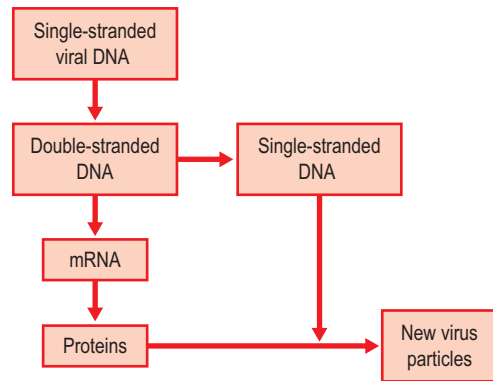 Single-stranded
viral DNA
Double-stranded
DNA
Single-stranded
DNA
mRNA
Proteins
New virus
particles